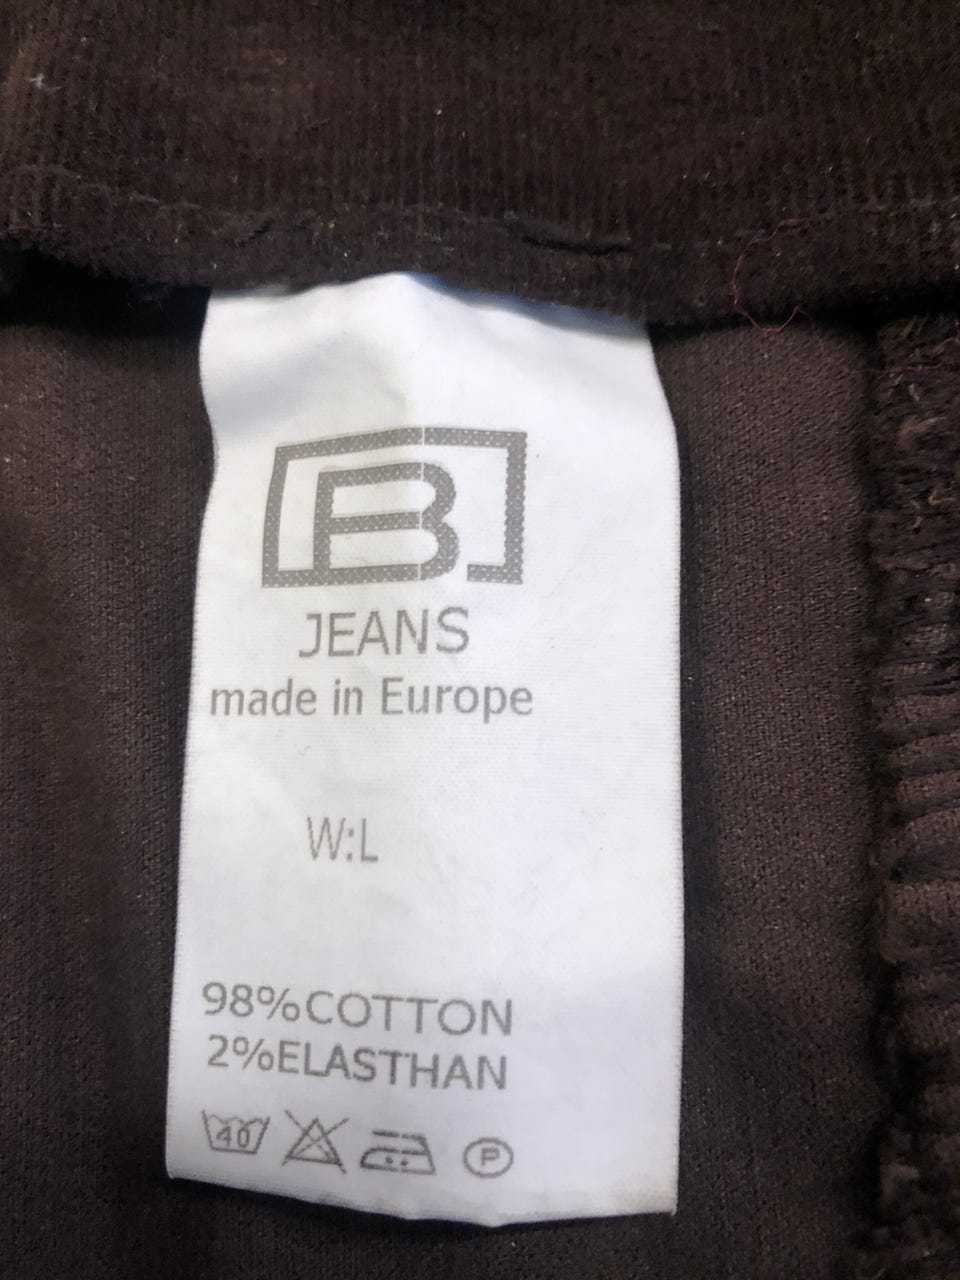 B
JEANS
made in Europe
W:L
98%COTTON
2%ELASTHAN
40 P